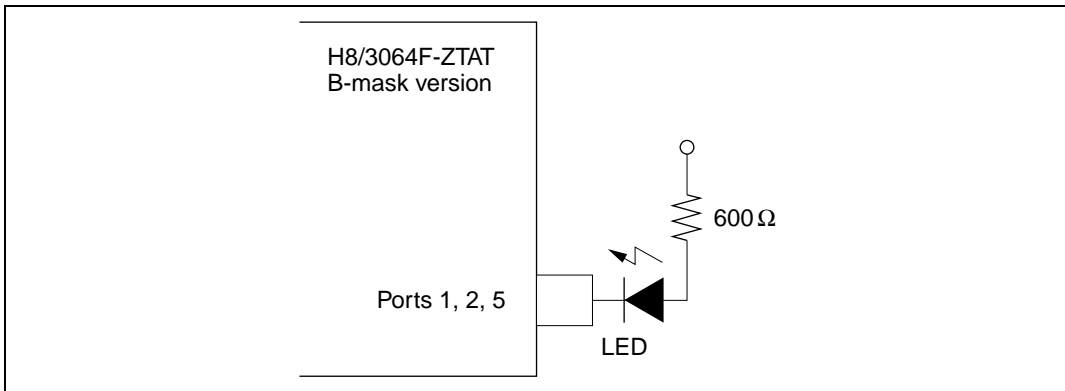 H8/3064F-ZTAT
B-mask version
600 Ω
Ports 1, 2, 5
LED